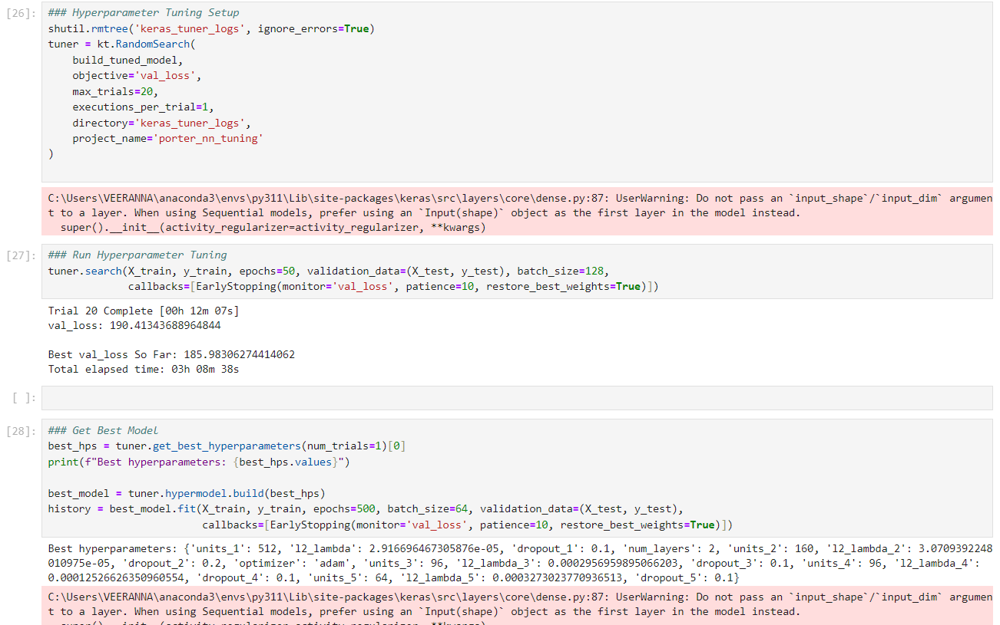 [26]:
### Hyperparameter Tuning Setup
shutil.rmtree('keras_tuner_logs', ignore_errors=True)
tuner = kt.RandomSearch(
    build_tuned_model,
    objective='val_loss',
    max_trials=20,
    executions_per_trial=1,
    directory='keras_tuner_logs',
    project_name='porter_nn_tuning'
)
C:\Users\VEERANNA\anaconda3\envs\py311\Lib\site-packages\keras\src\layers\core\dense.py:87: UserWarning: Do not pass an `input_shape`/`input_dim` argumen
t to a layer. When using Sequential models, prefer using an `Input(shape)` object as the first layer in the model instead.
  super().__init__(activity_regularizer=activity_regularizer, **kwargs)
[27]:
### Run Hyperparameter Tuning
tuner.search(X_train, y_train, epochs=50, validation_data=(X_test, y_test), batch_size=128,
             callbacks=[EarlyStopping(monitor='val_loss', patience=10, restore_best_weights=True)])
Trial 20 Complete [00h 12m 07s]
val_loss: 190.41343688964844
Best val_loss So Far: 185.98306274414062
Total elapsed time: 03h 08m 38s
[ ]:
[28]:
### Get Best Model
best_hps = tuner.get_best_hyperparameters(num_trials=1)[0]
print(f"Best hyperparameters: {best_hps.values}")
best_model = tuner.hypermodel.build(best_hps)
history = best_model.fit(X_train, y_train, epochs=500, batch_size=64, validation_data=(X_test, y_test),
                         callbacks=[EarlyStopping(monitor='val_loss', patience=10, restore_best_weights=True)])
Best hyperparameters: {'units_1': 512, 'l2_lambda': 2.916696467305876e-05, 'dropout_1': 0.1, 'num_layers': 2, 'units_2': 160, 'l2_lambda_2': 3.0709392248
010975e-05, 'dropout_2': 0.2, 'optimizer': 'adam', 'units_3': 96, 'l2_lambda_3': 0.0002956959895066203, 'dropout_3': 0.1, 'units_4': 96, 'l2_lambda_4':
0.00012526626350960554, 'dropout_4': 0.1, 'units_5': 64, 'l2_lambda_5': 0.0003273023770936513, 'dropout_5': 0.1}
C:\Users\VEERANNA\anaconda3\envs\py311\Lib\site-packages\keras\src\layers\core\dense.py:87: UserWarning: Do not pass an `input_shape`/`input_dim` argumen
t to a layer. When using Sequential models, prefer using an `Input(shape)` object as the first layer in the model instead.